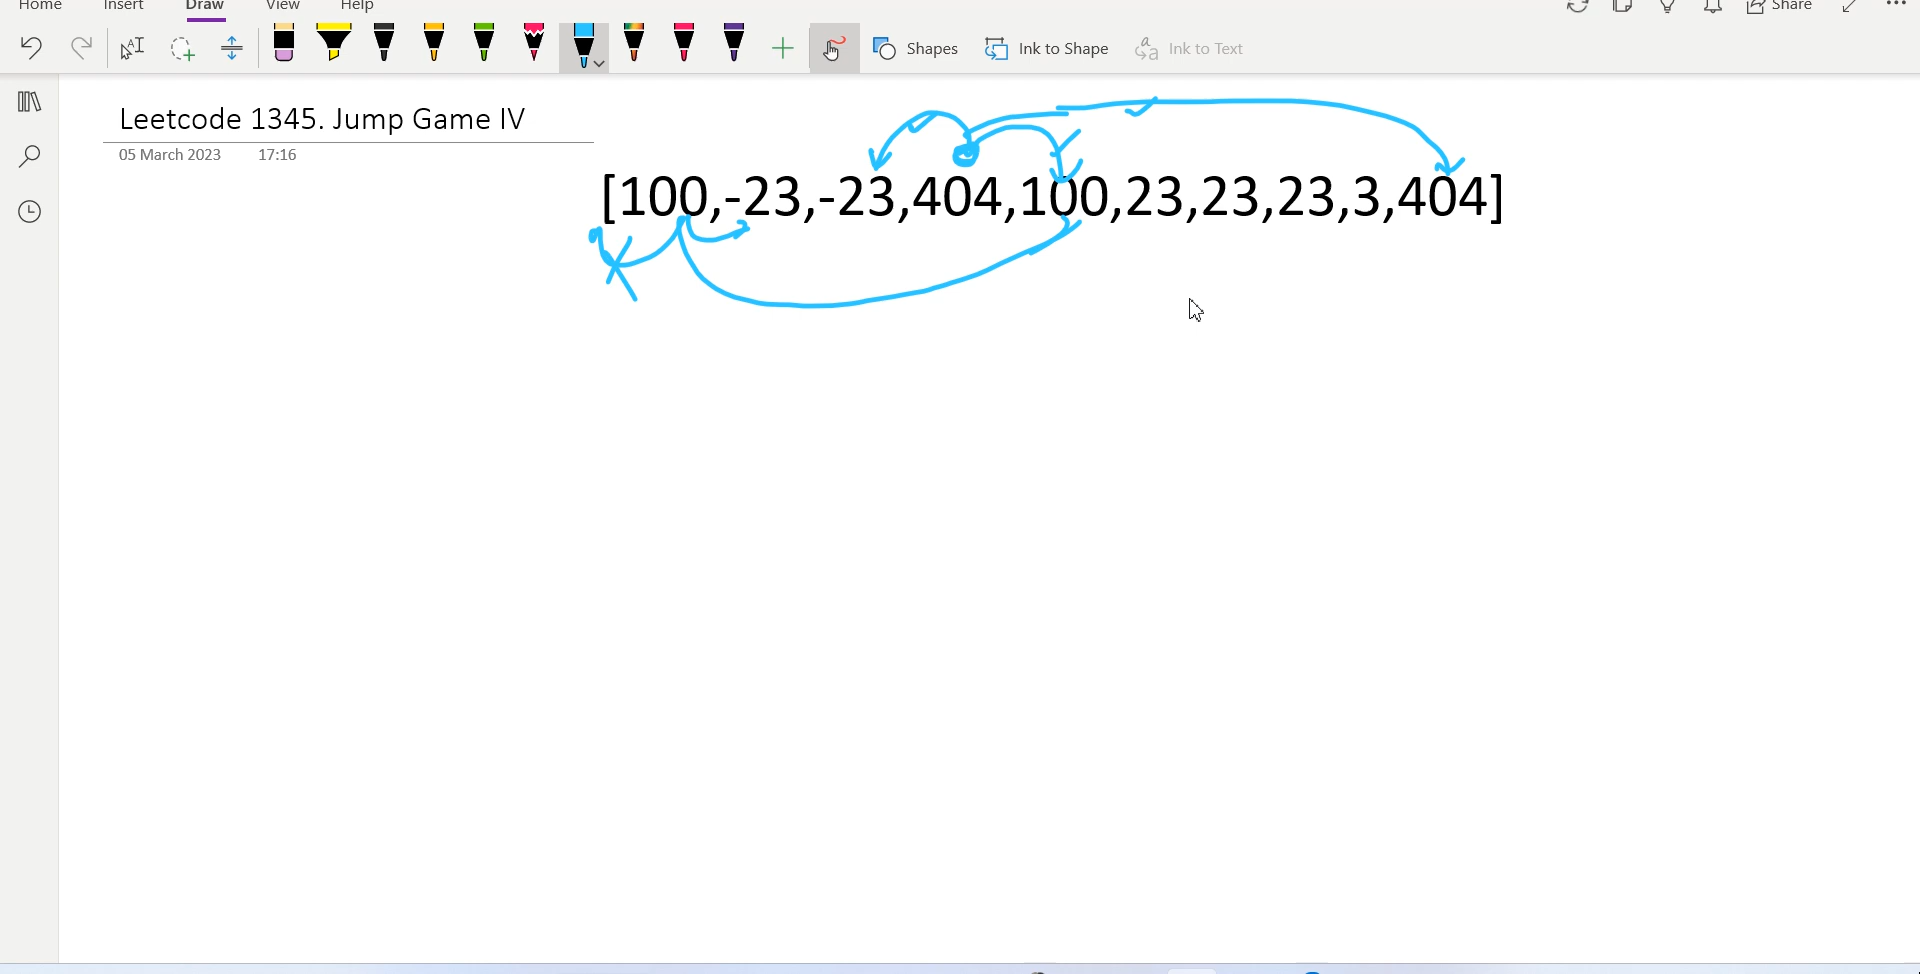 Home Insert Draw View Help Share
Shapes Ink to Shape Ink to Text
Leetcode 1345. Jump Game IV
05 March 2023 17:16
[100,-23,-23,404,100,23,23,23,3,404]